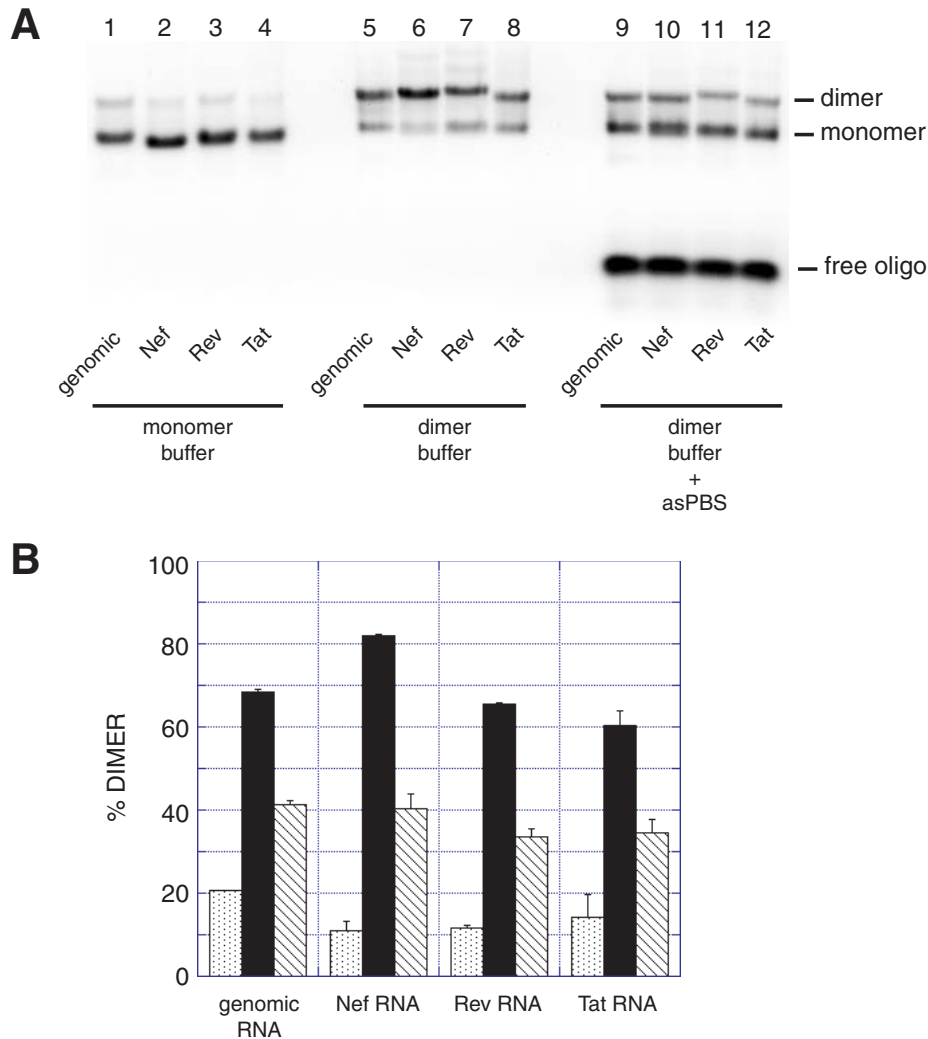 A
1 2 3 4 5 6 7 8 9 10 11 12
dimer
monomer
free oligo
genomic Nef Rev Tat genomic Nef Rev Tat genomic Nef Rev Tat
monomer
buffer
dimer
buffer
dimer
buffer
+
asPBS
B
% DIMER
100
80
60
40
20
0
genomic
RNA
Nef RNA
Rev RNA
Tat RNA